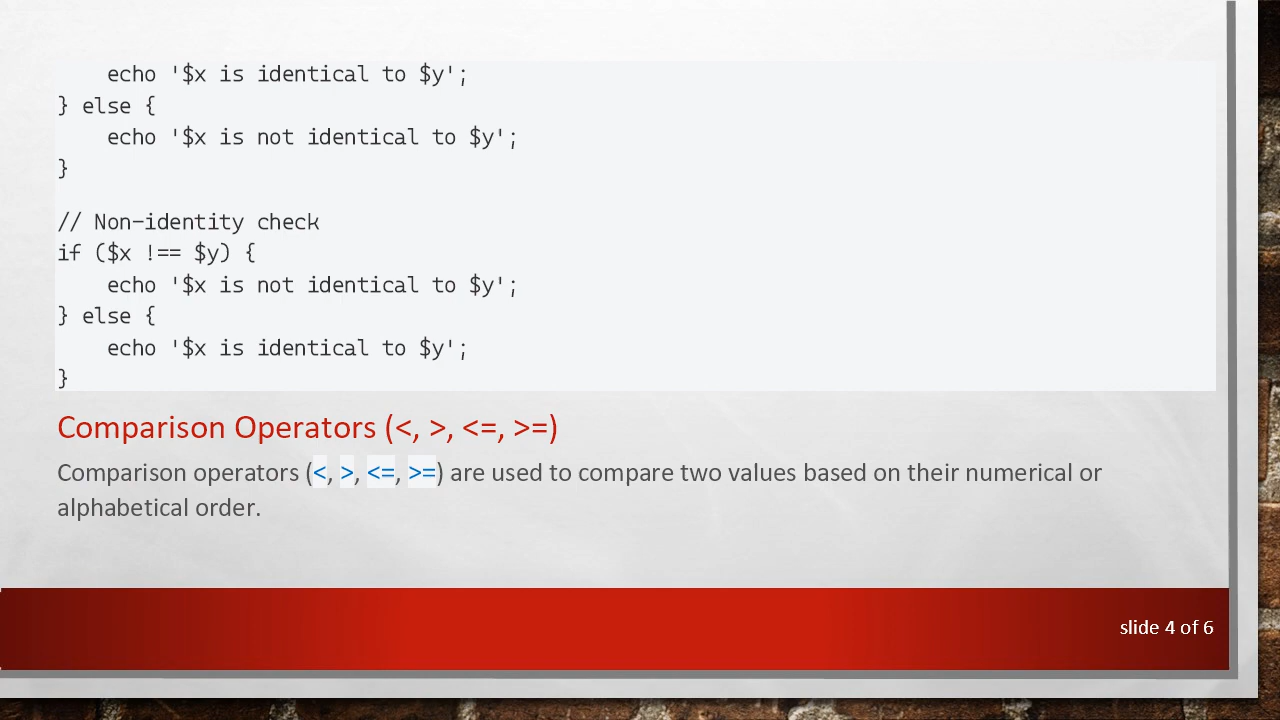 echo '$x is identical to $y';
} else {
    echo '$x is not identical to $y';
}

// Non-identity check
if ($x !== $y) {
    echo '$x is not identical to $y';
} else {
    echo '$x is identical to $y';
}
Comparison Operators (<, >, <=, >=)
Comparison operators (<, >, <=, >=) are used to compare two values based on their numerical or
alphabetical order.
slide 4 of 6